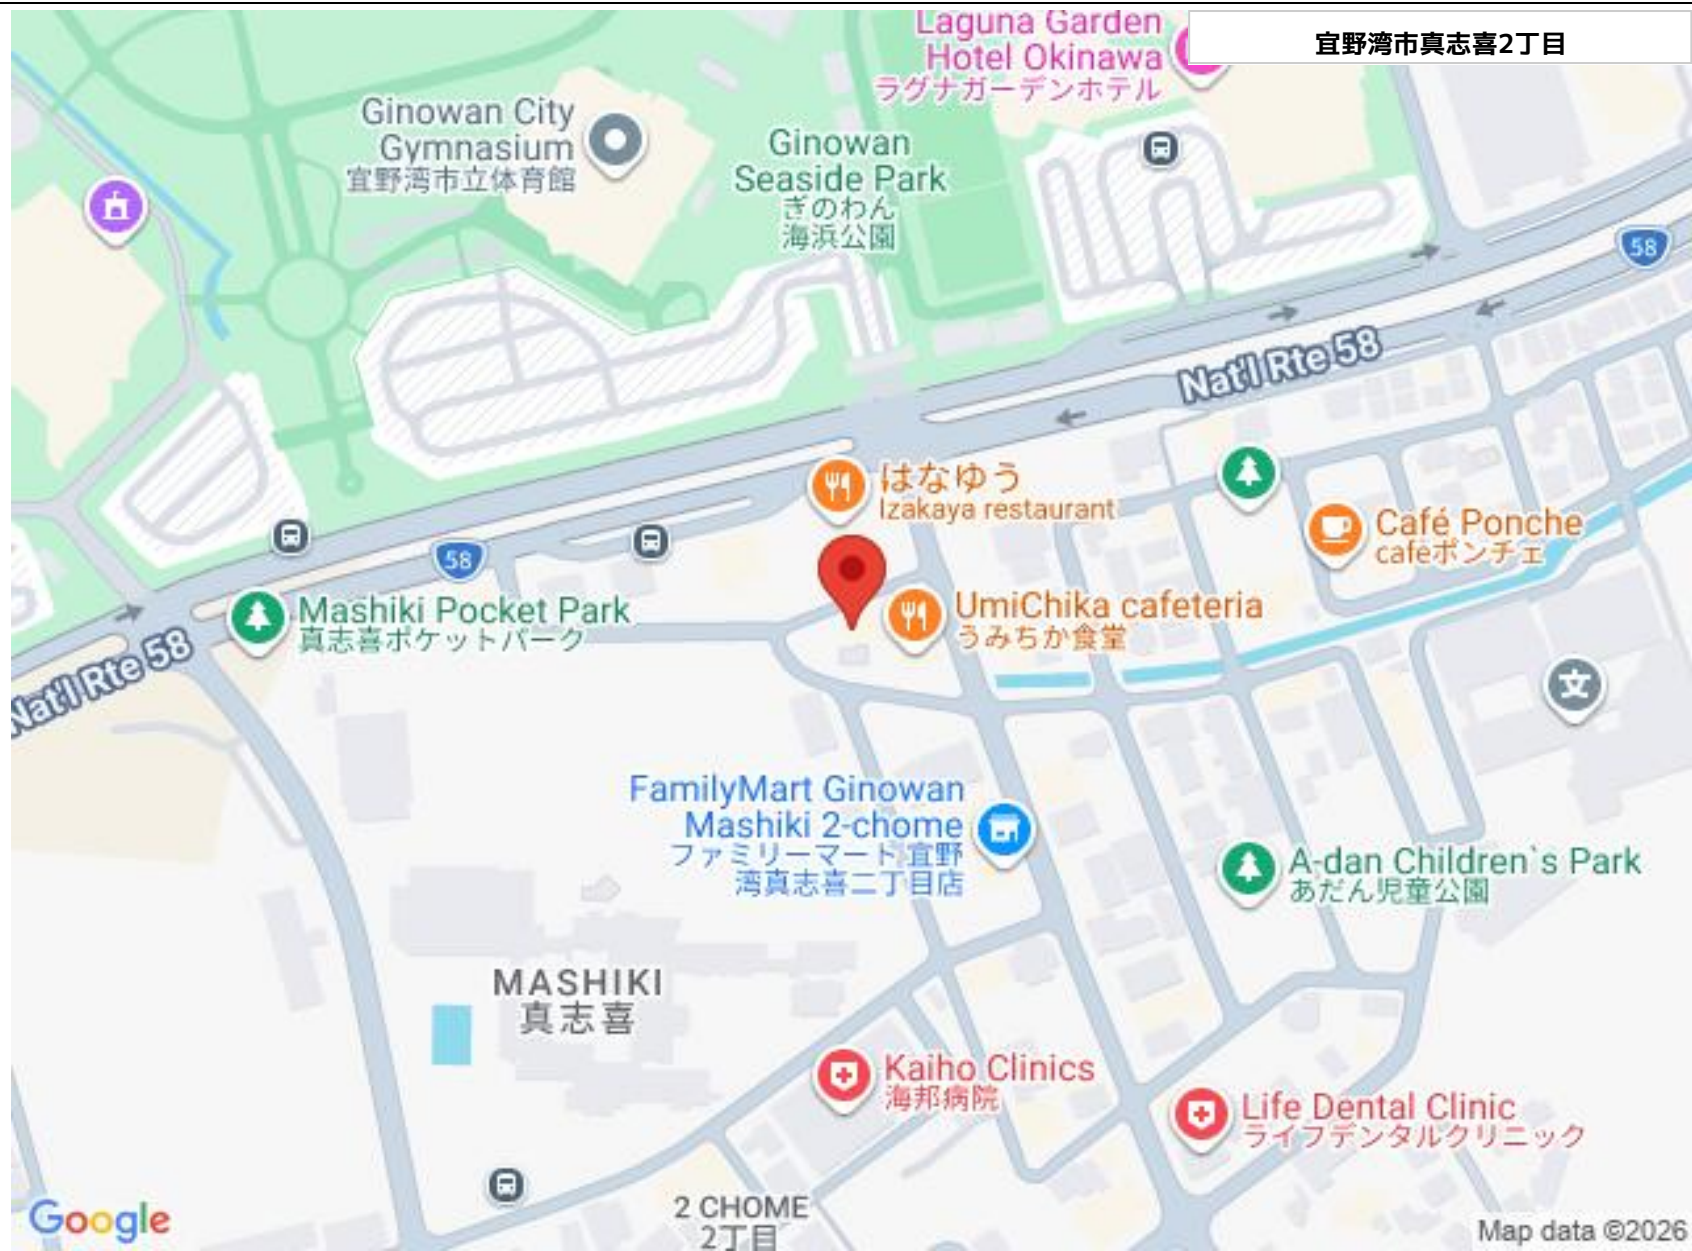 Laguna Garden
Hotel Okinawa
ラグナガーデンホテル
宜野湾市真志喜2丁目
Ginowan City
Gymnasium
宜野湾市立体育館
Ginowan
Seaside Park
ぎのわん
海浜公園
58
Nat'l Rte 58
はなゆう
Izakaya restaurant
Café Ponche
cafeポンチェ
58
Mashiki Pocket Park
真志喜ポケットパーク
UmiChika cafeteria
うみちか食堂
Nat'l Rte 58
文
FamilyMart Ginowan
Mashiki 2-chome
ファミリーマート 宜野
湾真志喜二丁目店
A-dan Children`s Park
あだん児童公園
MASHIKI
真志喜
Kaiho Clinics
海邦病院
Life Dental Clinic
ライフデンタルクリニック
2 CHOME
2丁目
Google
Map data ©2026